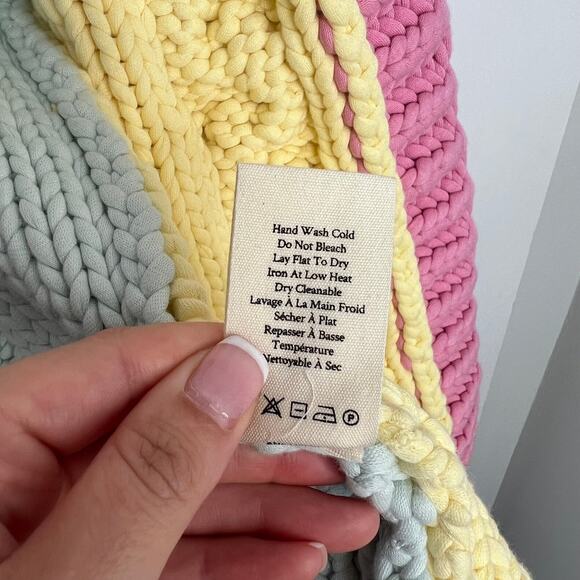 Hand Wash Cold
Do Not Bleach
Lay Flat To Dry
Iron At Low Heat
Dry Cleanable
Lavage À La Main Froid
Sécher À Plat
Repasser À Basse
Température
Nettoyable À Sec
P